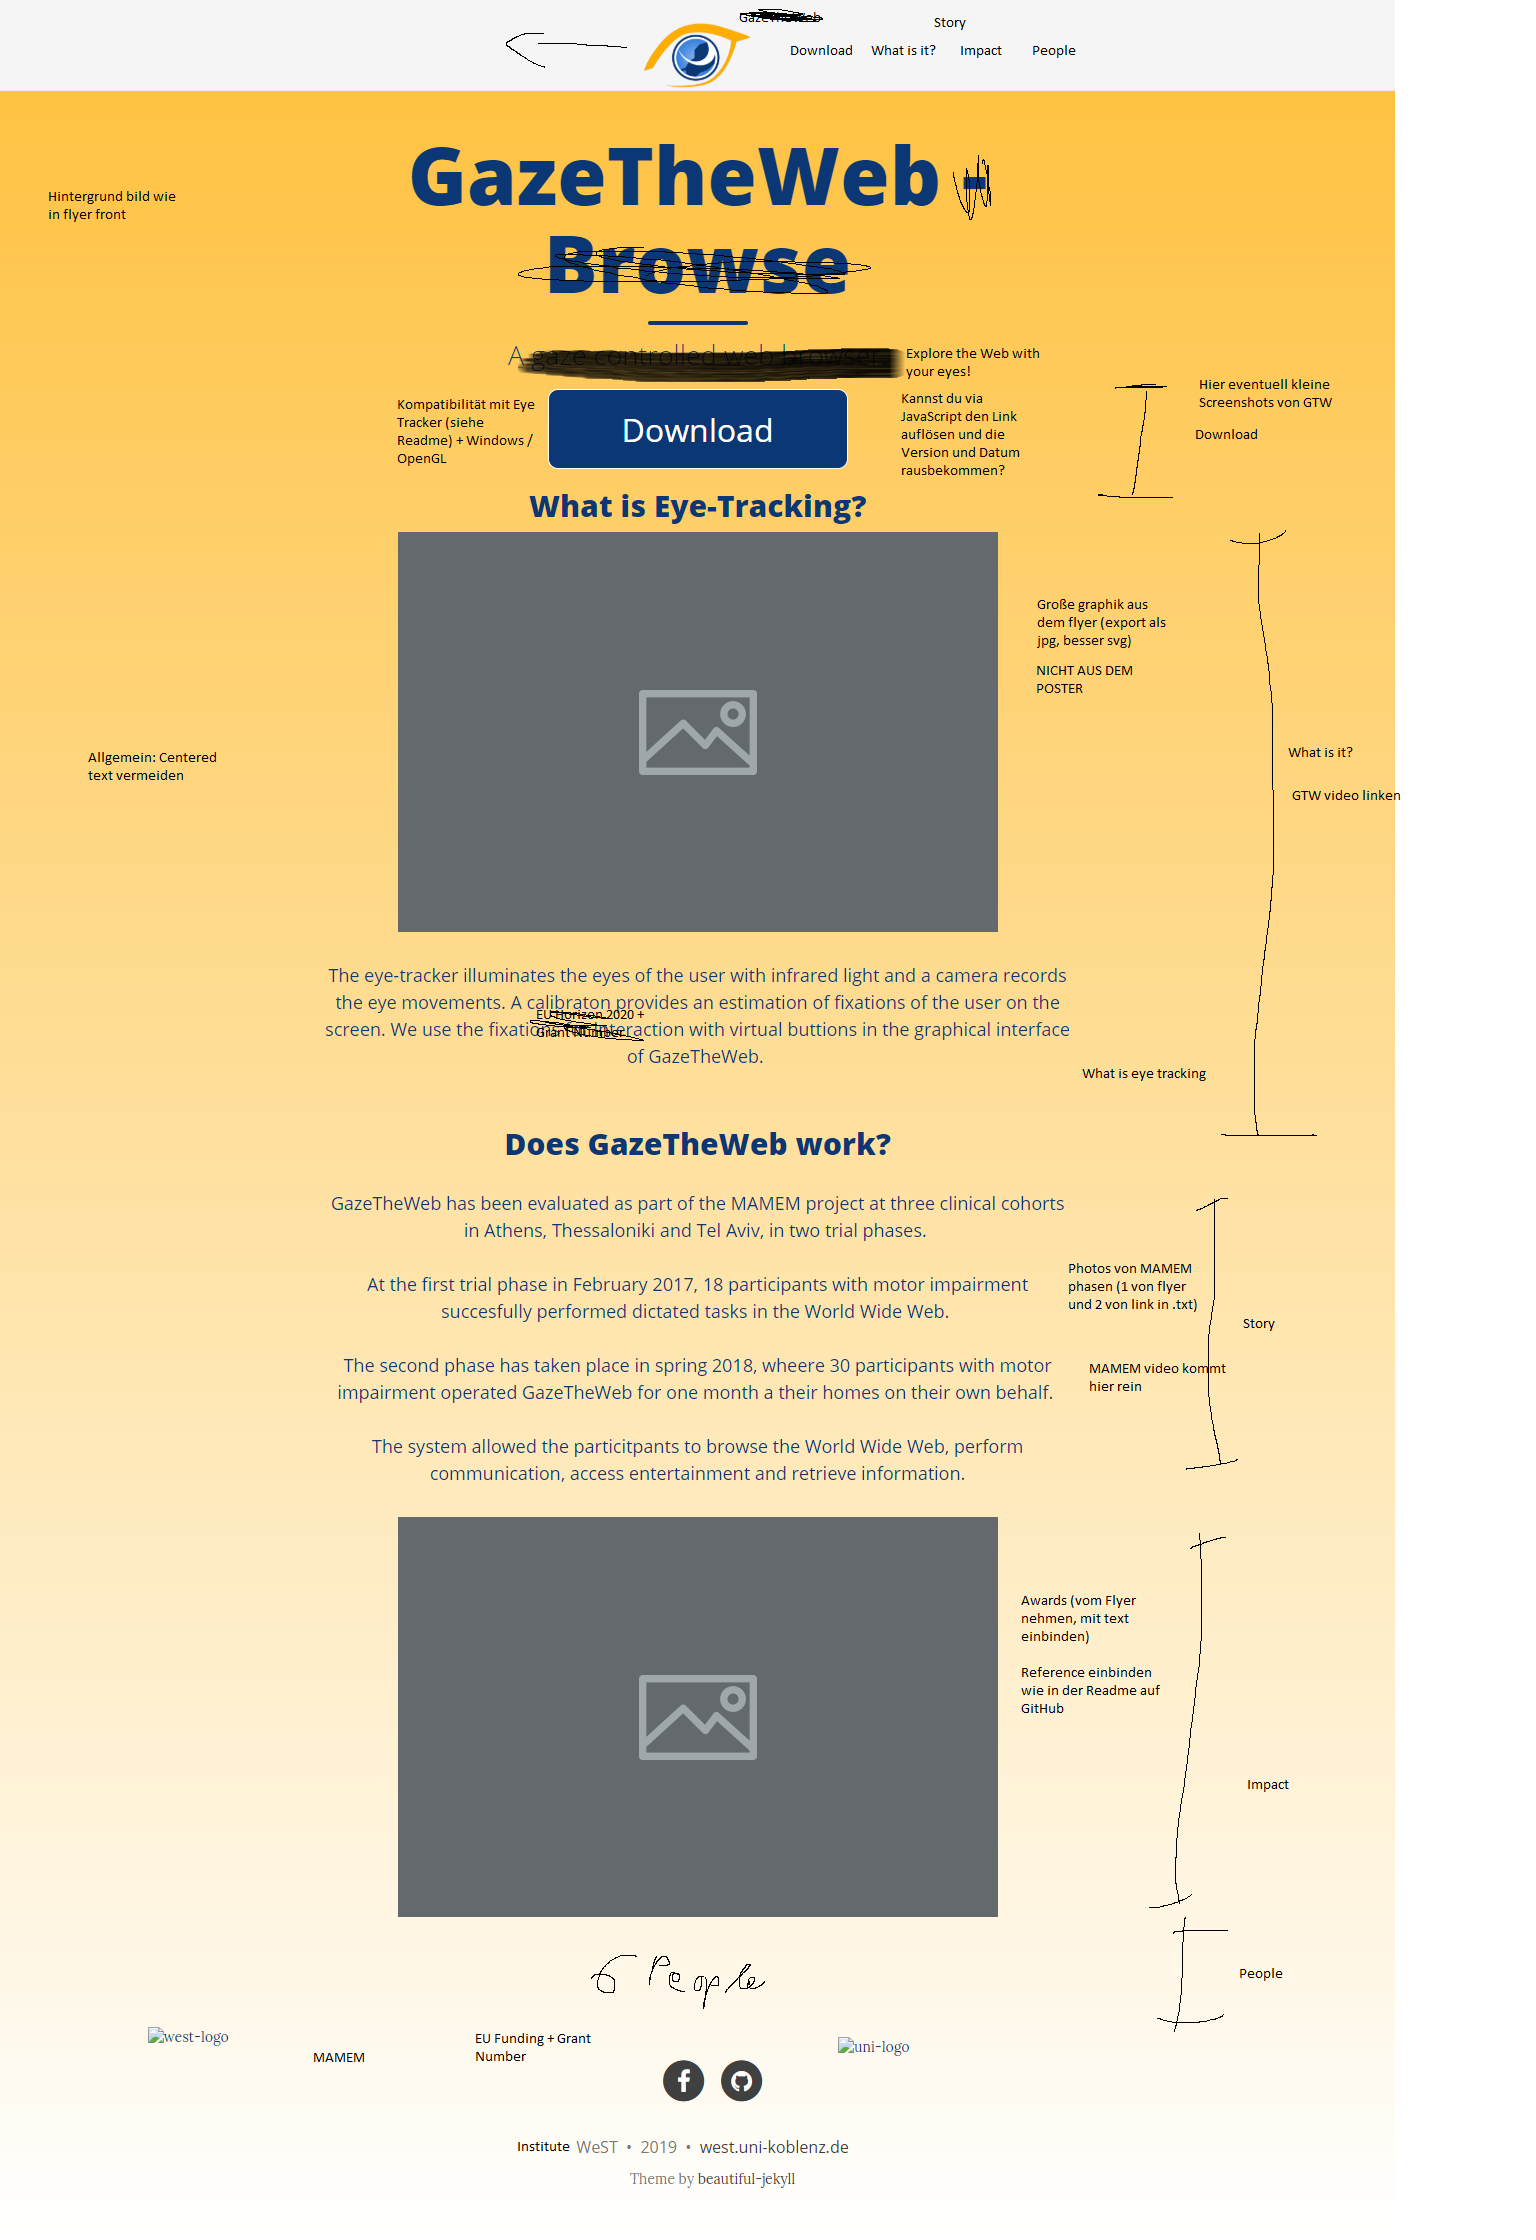 GazeTheWeb
Story
Download What is it? Impact People
GazeTheWeb -
Browse
Hintergrund bild wie
in flyer front
A gaze controlled web browser
Explore the Web with
your eyes!
Kompatibilität mit Eye
Tracker (siehe
Readme) + Windows /
OpenGL
Download
Kannst du via
JavaScript den Link
auflösen und die
Version und Datum
rausbekommen?
Hier eventuell kleine
Screenshots von GTW
Download
What is Eye-Tracking?
Große graphik aus
dem flyer (export als
jpg, besser svg)
NICHT AUS DEM
POSTER
Allgemein: Centered
text vermeiden
What is it?
GTW video linken
The eye-tracker illuminates the eyes of the user with infrared light and a camera records
the eye movements. A calibraton provides an estimation of fixations of the user on the
screen. We use the fixations for interaction with virtual buttions in the graphical interface
of GazeTheWeb.
EU Horizon 2020 +
Grant Number
What is eye tracking
Does GazeTheWeb work?
GazeTheWeb has been evaluated as part of the MAMEM project at three clinical cohorts
in Athens, Thessaloniki and Tel Aviv, in two trial phases.
At the first trial phase in February 2017, 18 participants with motor impairment
succesfully performed dictated tasks in the World Wide Web.
The second phase has taken place in spring 2018, wheere 30 participants with motor
impairment operated GazeTheWeb for one month a their homes on their own behalf.
The system allowed the particitpants to browse the World Wide Web, perform
communication, access entertainment and retrieve information.
Photos von MAMEM
phasen (1 von flyer
und 2 von link in .txt)
Story
MAMEM video kommt
hier rein
Awards (vom Flyer
nehmen, mit text
einbinden)
Reference einbinden
wie in der Readme auf
GitHub
Impact
6 People
People
west-logo
MAMEM
EU Funding + Grant
Number
uni-logo
Institute WeST • 2019 • west.uni-koblenz.de
Theme by beautiful-jekyll